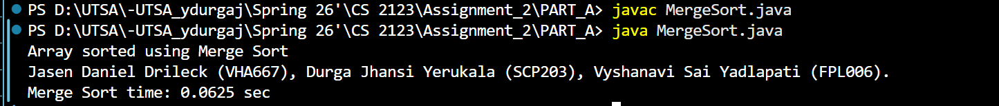 PS D:\UTSA\-UTSA_ydurgaj\Spring 26'\CS 2123\Assignment_2\PART_A> javac MergeSort.java
PS D:\UTSA\-UTSA_ydurgaj\Spring 26'\CS 2123\Assignment_2\PART_A> java MergeSort.java
Array sorted using Merge Sort
Jasen Daniel Drileck (VHA667), Durga Jhansi Yerukala (SCP203), Vyshanavi Sai Yadlapati (FPL006).
Merge Sort time: 0.0625 sec